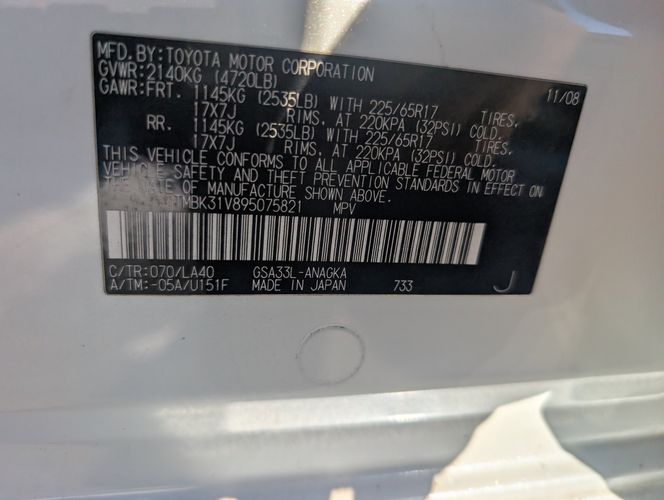 MFD.BY:TOYOTA MOTOR CORPORATION 11/08
GVWR:2140KG (4720LB)
GAWR:FRT. 1145KG (2535LB) WITH 225/65R17 TIRES,
17X7J RIMS, AT 220KPA (32PSI) COLD.
RR. 1145KG (2535LB) WITH 225/65R17 TIRES,
17X7J RIMS, AT 220KPA (32PSI) COLD.
THIS VEHICLE CONFORMS TO ALL APPLICABLE FEDERAL MOTOR
VEHICLE SAFETY AND THEFT PREVENTION STANDARDS IN EFFECT ON
THE DATE OF MANUFACTURE SHOWN ABOVE.
TMBK31V895075821 MPV
C/TR:070/LA40 GSA33L-ANAGKA
A/TM:-05A/U151F MADE IN JAPAN 733 J